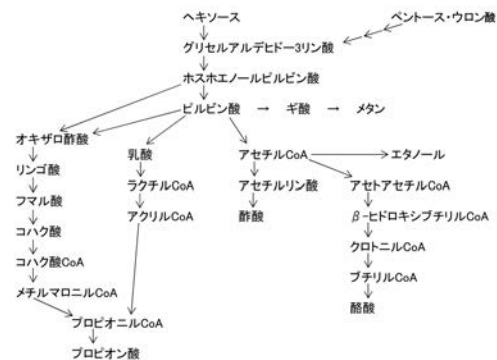 ヘキソース
ペントース・ウロン酸
グリセルアルデヒドー3リン酸
ホスホエノールピルビン酸
ピルビン酸 → ギ酸 → メタン
オキザロ酢酸
乳酸
アセチルCoA
エタノール
リンゴ酸
ラクチルCoA
アセチルリン酸
アセトアセチルCoA
フマル酸
アクリルCoA
酢酸
β-ヒドロキシブチリルCoA
コハク酸
クロトニルCoA
コハク酸CoA
ブチリルCoA
メチルマロニルCoA
酪酸
プロピオニルCoA
プロピオン酸